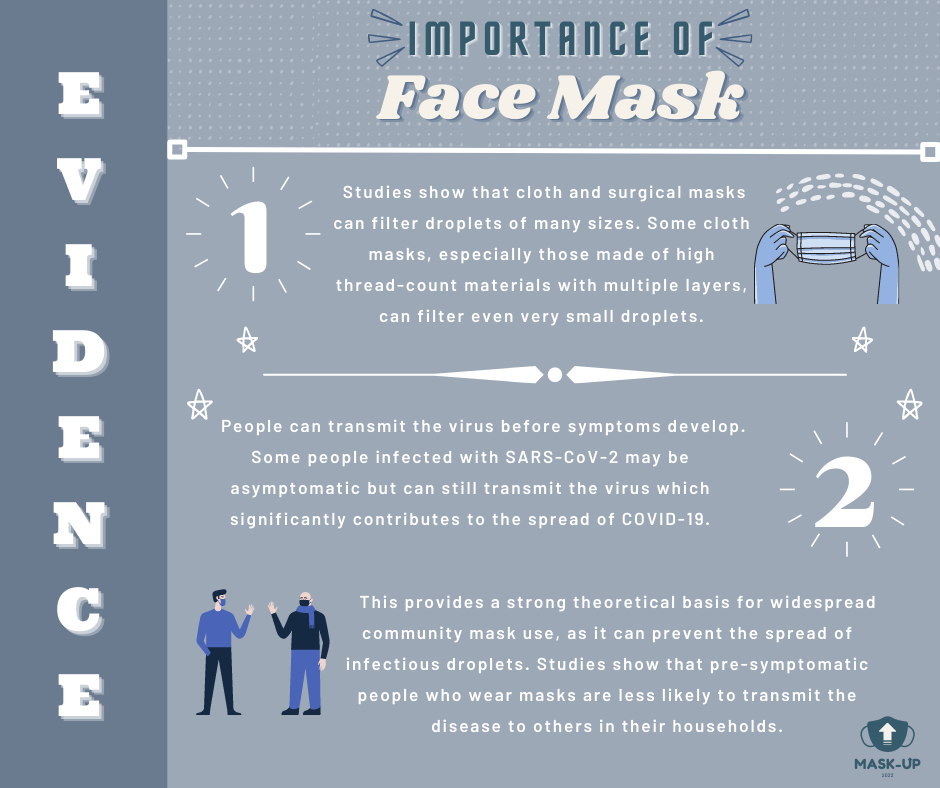 EVIDENCE
IMPORTANCE OF
Face Mask
1
Studies show that cloth and surgical masks
can filter droplets of many sizes. Some cloth
masks, especially those made of high
thread-count materials with multiple layers,
can filter even very small droplets.
People can transmit the virus before symptoms develop.
Some people infected with SARS-CoV-2 may be
asymptomatic but can still transmit the virus which
significantly contributes to the spread of COVID-19.
2
This provides a strong theoretical basis for widespread
community mask use, as it can prevent the spread of
infectious droplets. Studies show that pre-symptomatic
people who wear masks are less likely to transmit the
disease to others in their households.
MASK-UP